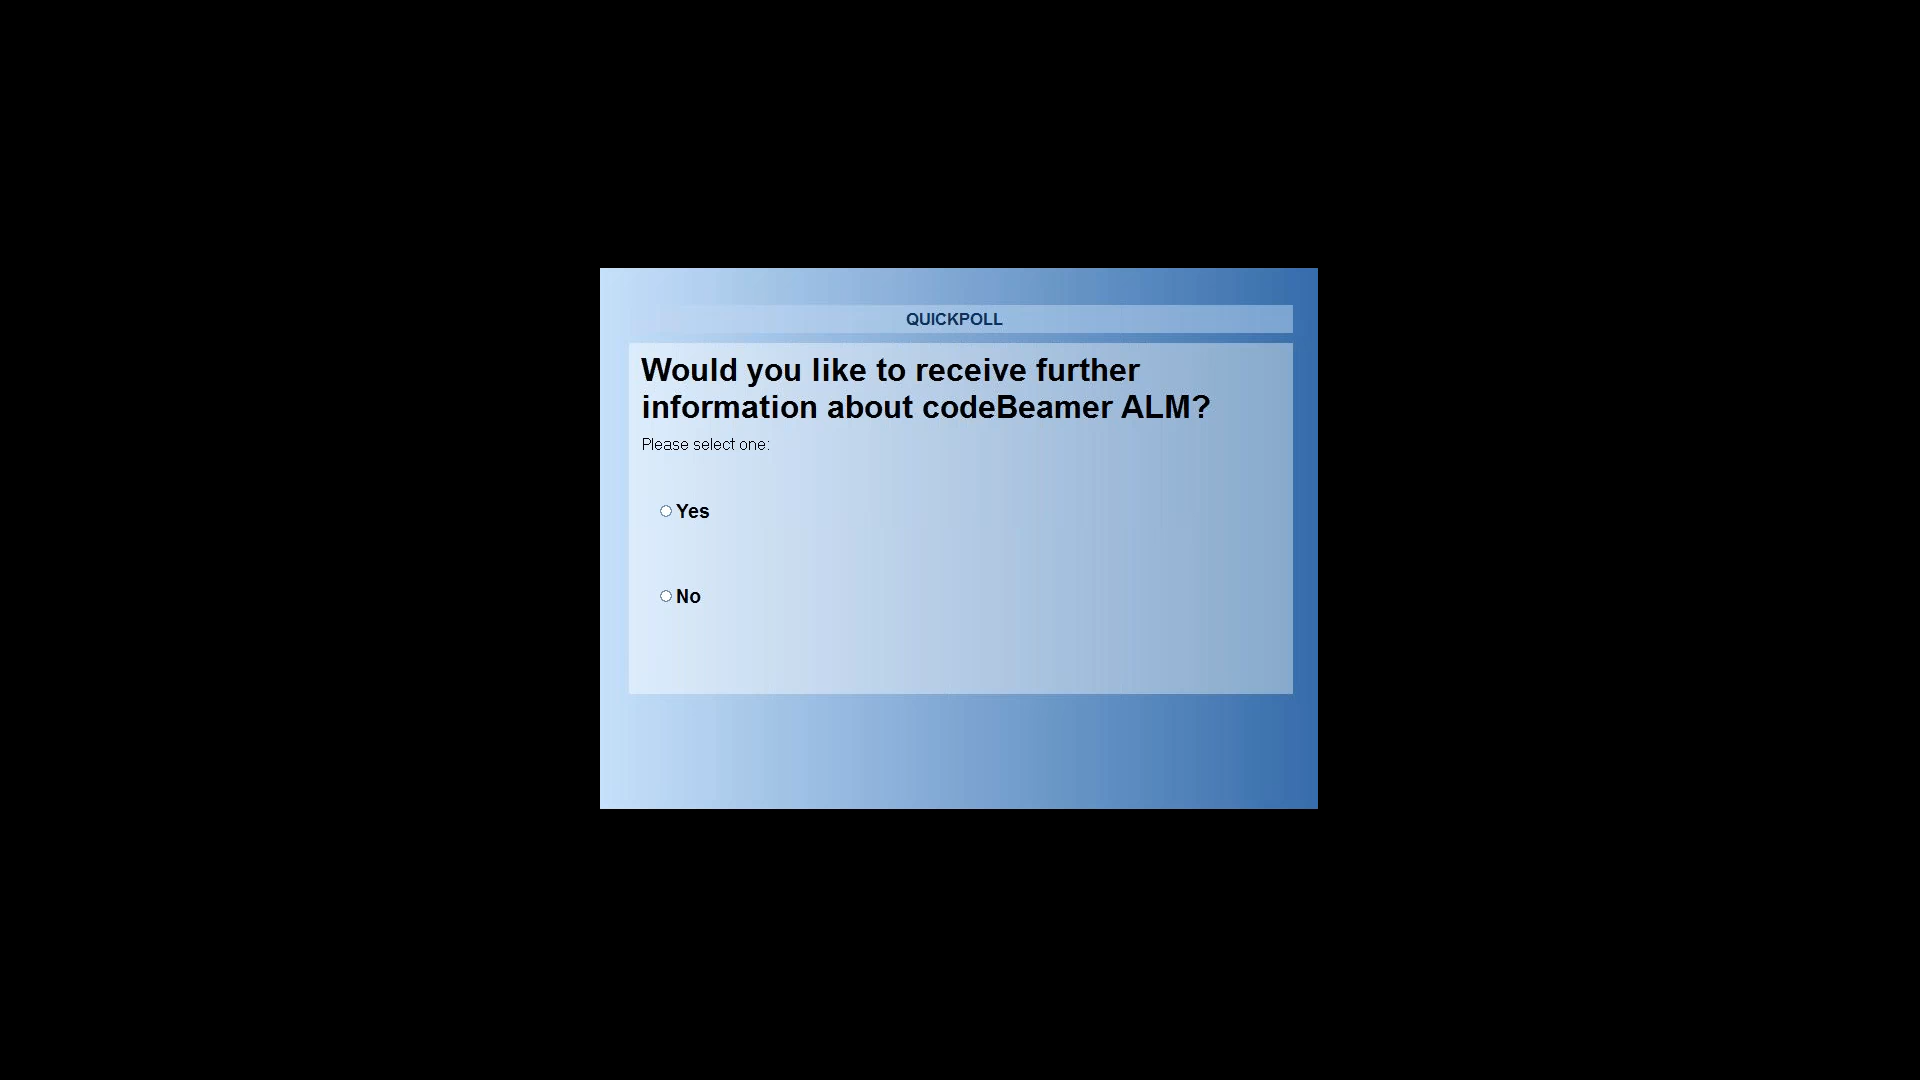 QUICKPOLL
Would you like to receive further
information about codeBeamer ALM?
Please select one:
Yes
No